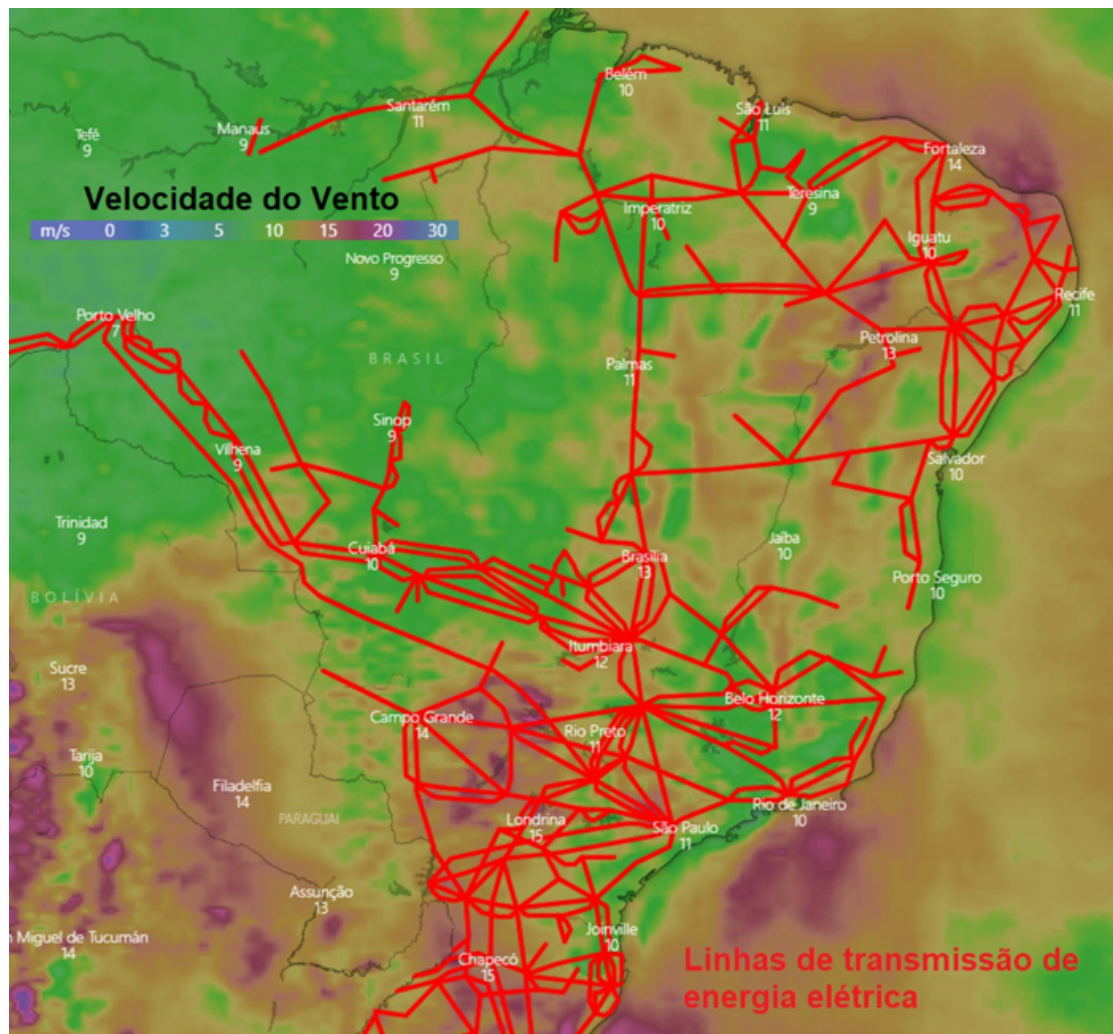 Belém
10
Santarém
11
São Luís
11
Manaus
9
Tefé
9
Fortaleza
14
Velocidade do Vento
m/s 0 3 5 10 15 20 30
Teresina
9
Imperatriz
10
Iguatu
10
Novo Progresso
9
Recife
11
Porto Velho
7
Petrolina
13
BRASIL
Palmas
11
Sinop
9
Vilhena
9
Salvador
10
Trinidad
9
Jaíba
10
Cuiabá
10
Brasília
13
Porto Seguro
10
BOLÍVIA
Itumbiara
12
Sucre
13
Belo Horizonte
12
Campo Grande
14
Rio Preto
11
Tarija
10
Filadelfia
14
Rio de Janeiro
10
PARAGUAI
Londrina
15
São Paulo
11
Assunção
13
Joinville
10
n Miguel de Tucumán
14
Chapecó
15
Linhas de transmissão de
energia elétrica